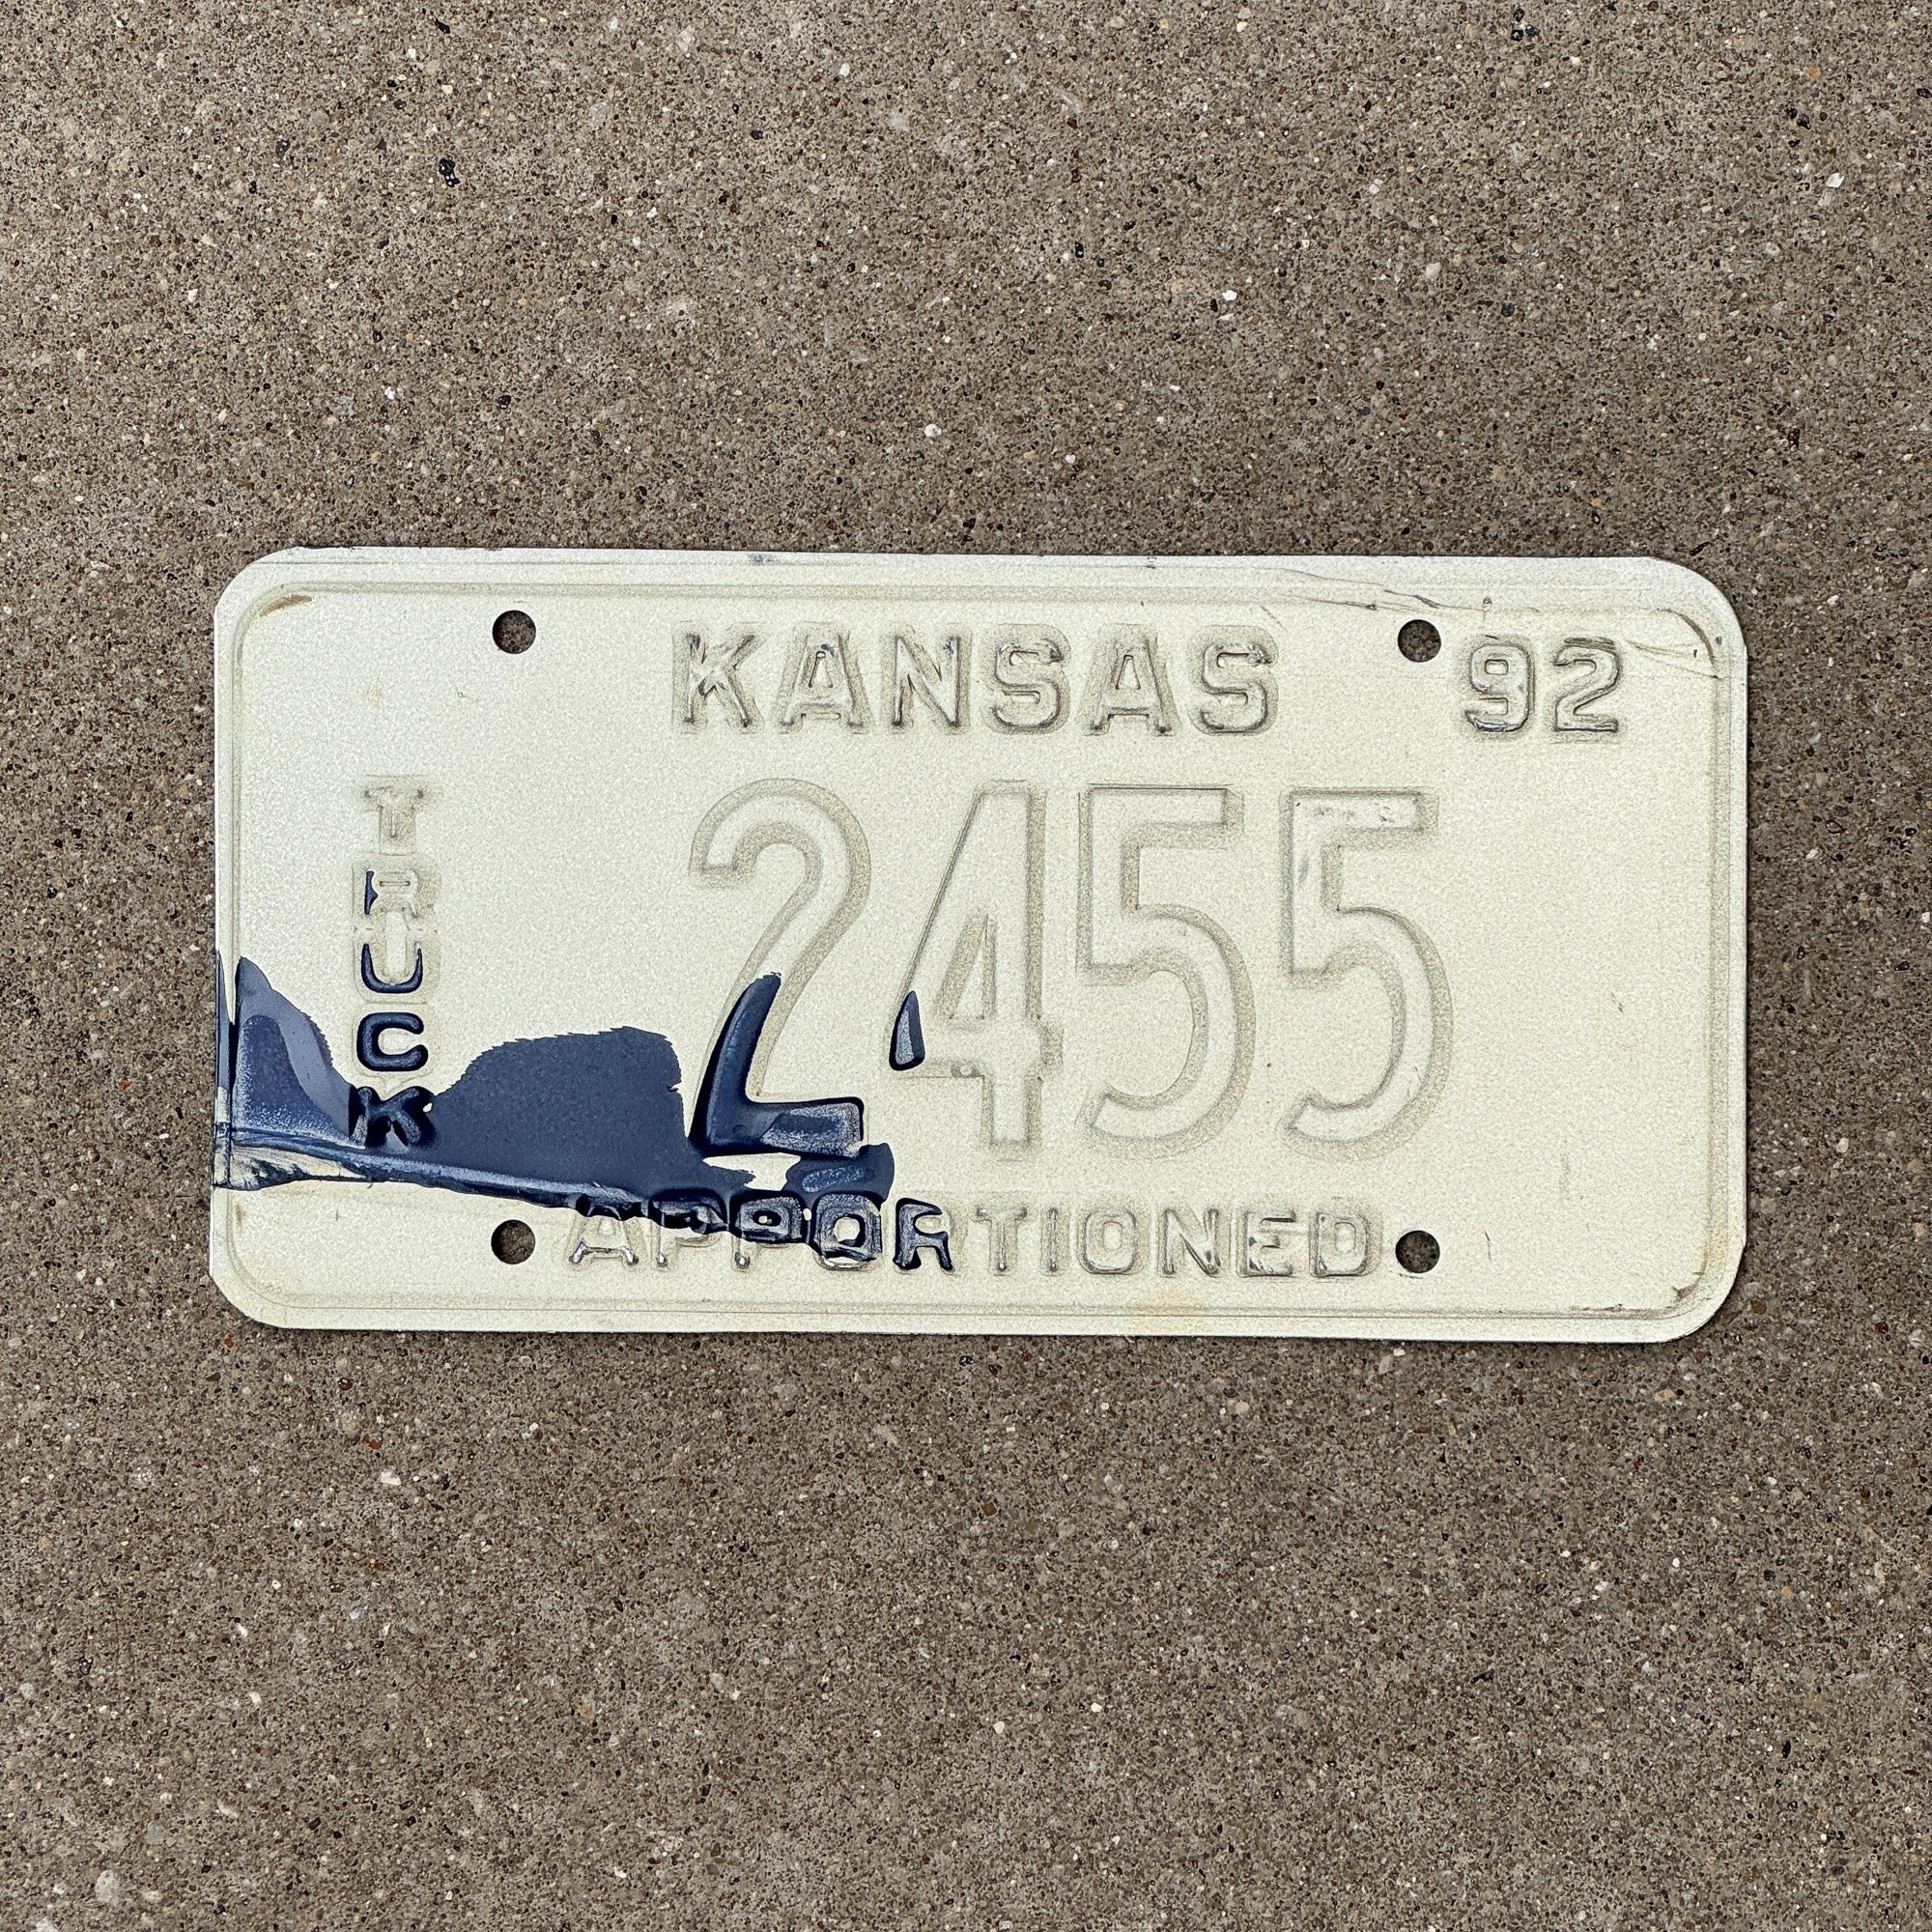 KANSAS 92
TRUCK
2455
APPORTIONED